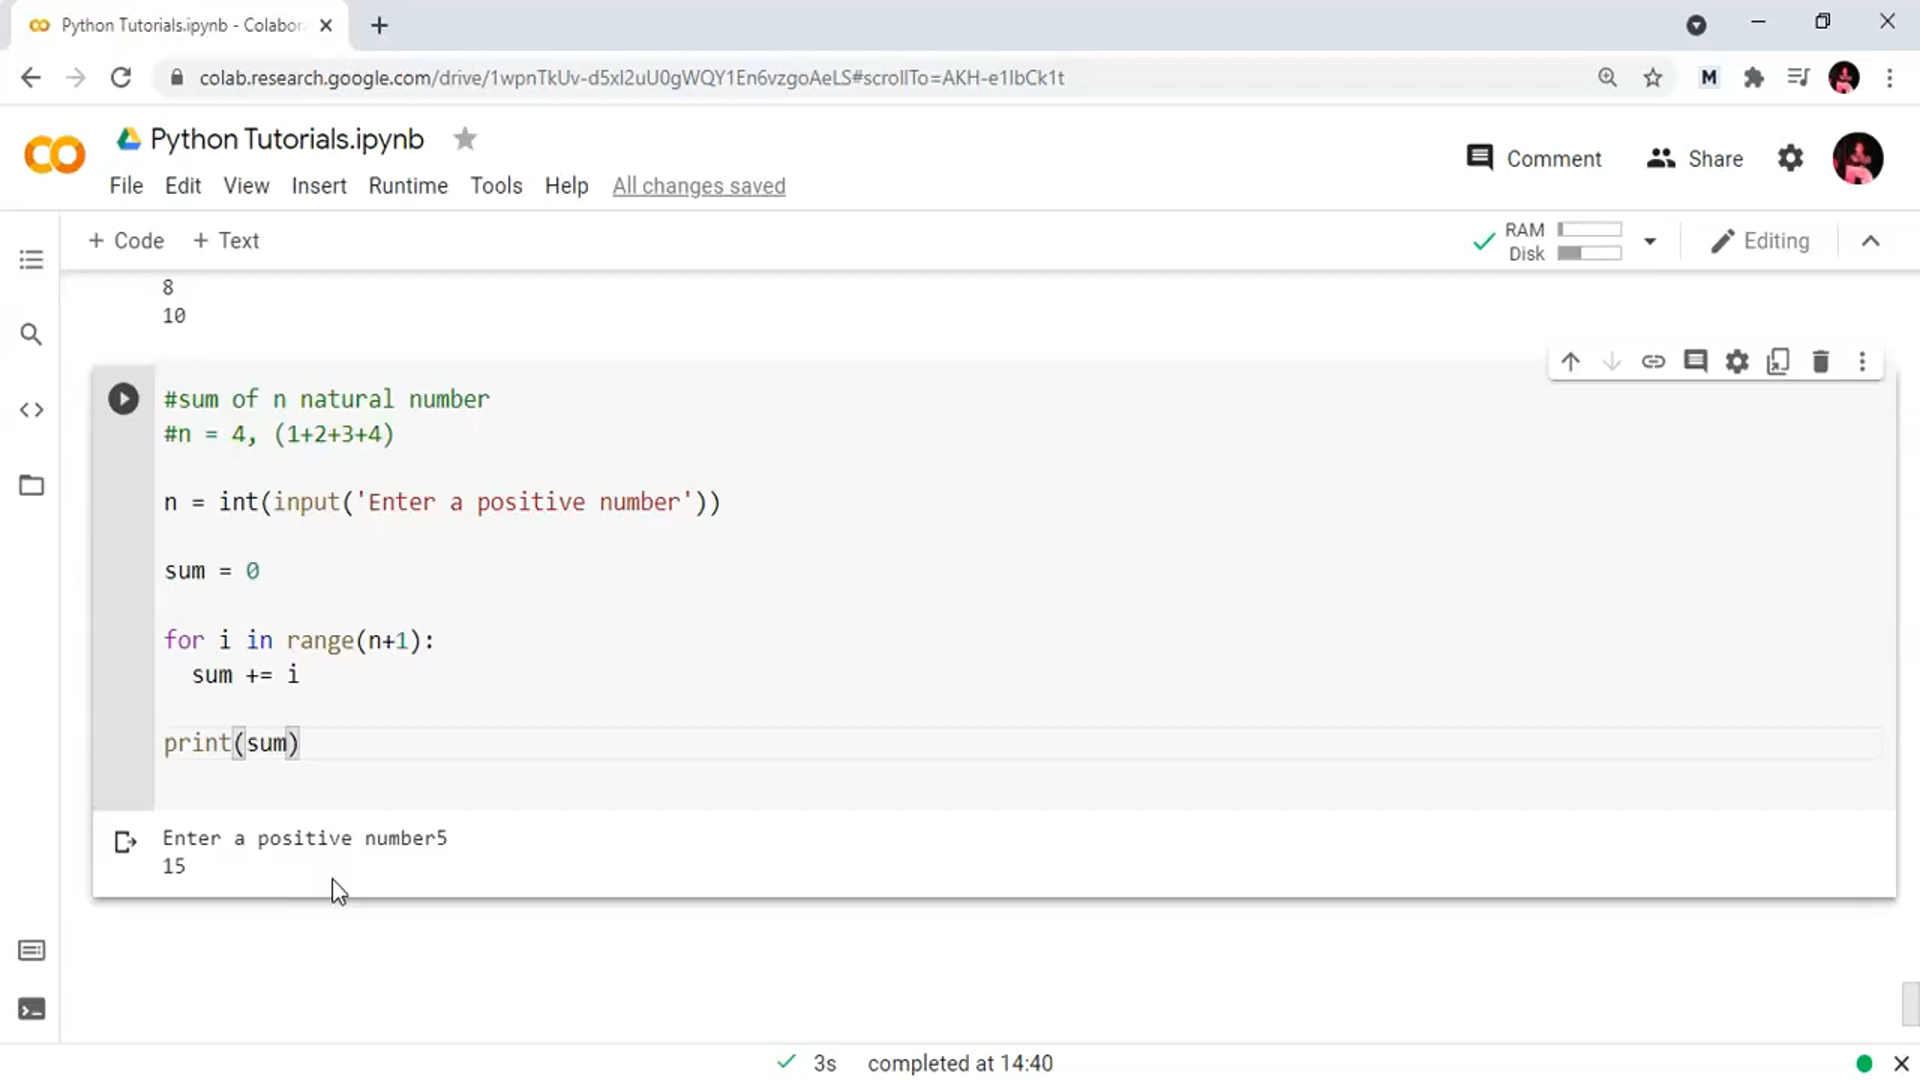 Python Tutorials.ipynb - Colabor
colab.research.google.com/drive/1wpnTkUv-d5xI2uU0gWQY1En6vzgoAeLS#scrollTo=AKH-e1IbCk1t
M
Python Tutorials.ipynb
Comment
Share
File Edit View Insert Runtime Tools Help All changes saved
+ Code + Text
RAM
Disk
Editing
8
10
#sum of n natural number
#n = 4, (1+2+3+4)
n = int(input('Enter a positive number'))
sum = 0
for i in range(n+1):
sum += i
print(sum)
Enter a positive number5
15
3s completed at 14:40